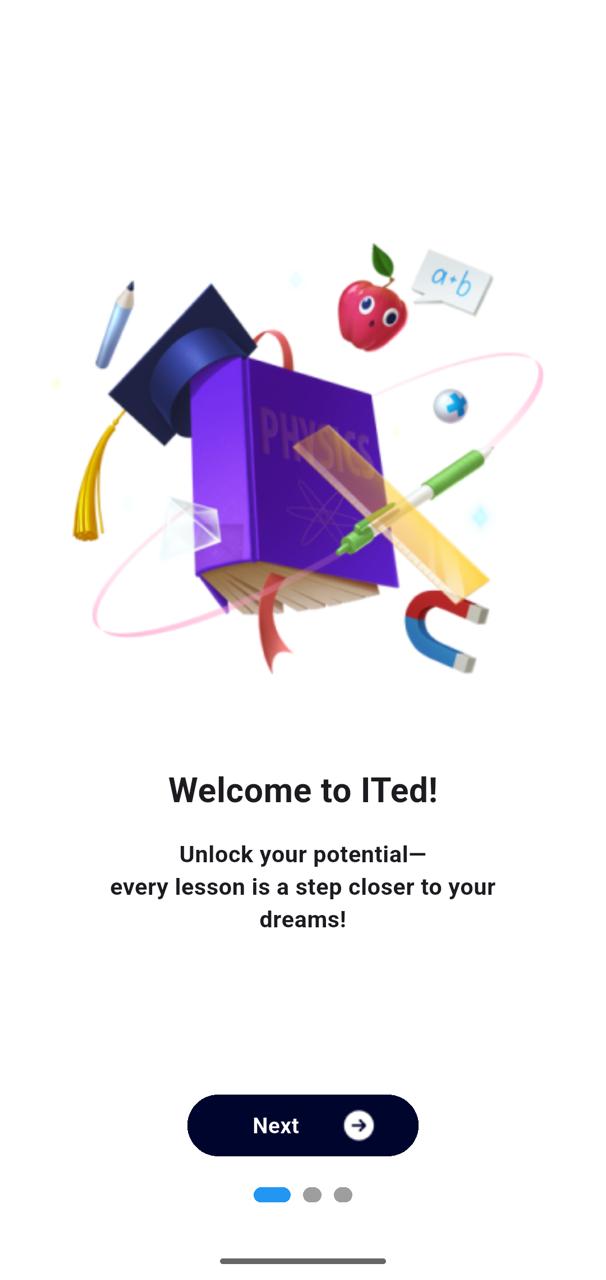 a+b
PHYSICS
Welcome to ITed!
Unlock your potential—
every lesson is a step closer to your
dreams!
Next